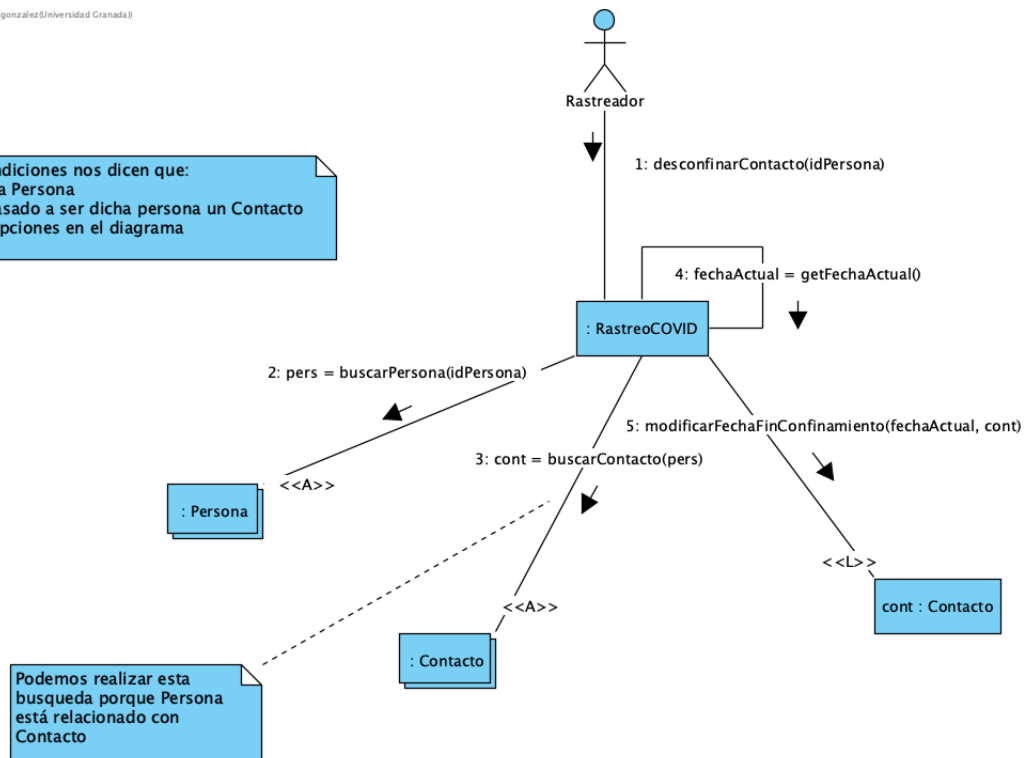 gonzalez(Universidad Granada))
Rastreador
1: desconfinarContacto(idPersona)
diciones nos dicen que:
a Persona
asado a ser dicha persona un Contacto
pciones en el diagrama
4: fechaActual = getFechaActual()
: RastreoCOVID
2: pers = buscarPersona(idPersona)
5: modificarFechaFinConfinamiento(fechaActual, cont)
3: cont = buscarContacto(pers)
<<A>>
: Persona
<<L>>
cont : Contacto
<<A>>
: Contacto
Podemos realizar esta
busqueda porque Persona
está relacionado con
Contacto